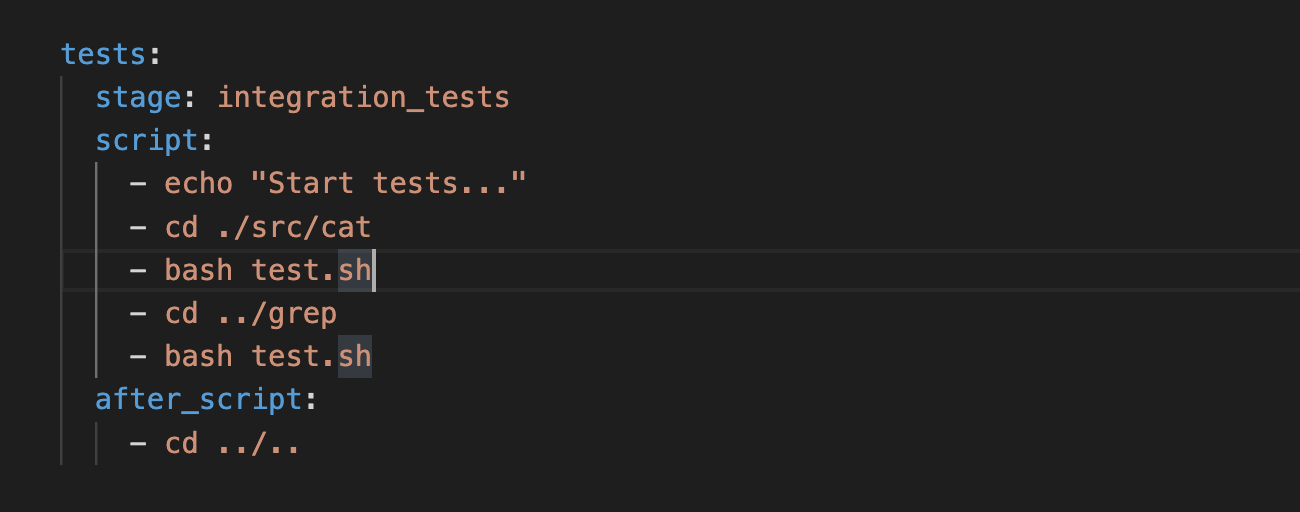 tests:
  stage: integration_tests
  script:
    - echo "Start tests..."
    - cd ./src/cat
    - bash test.sh
    - cd ../grep
    - bash test.sh
  after_script:
    - cd ../..